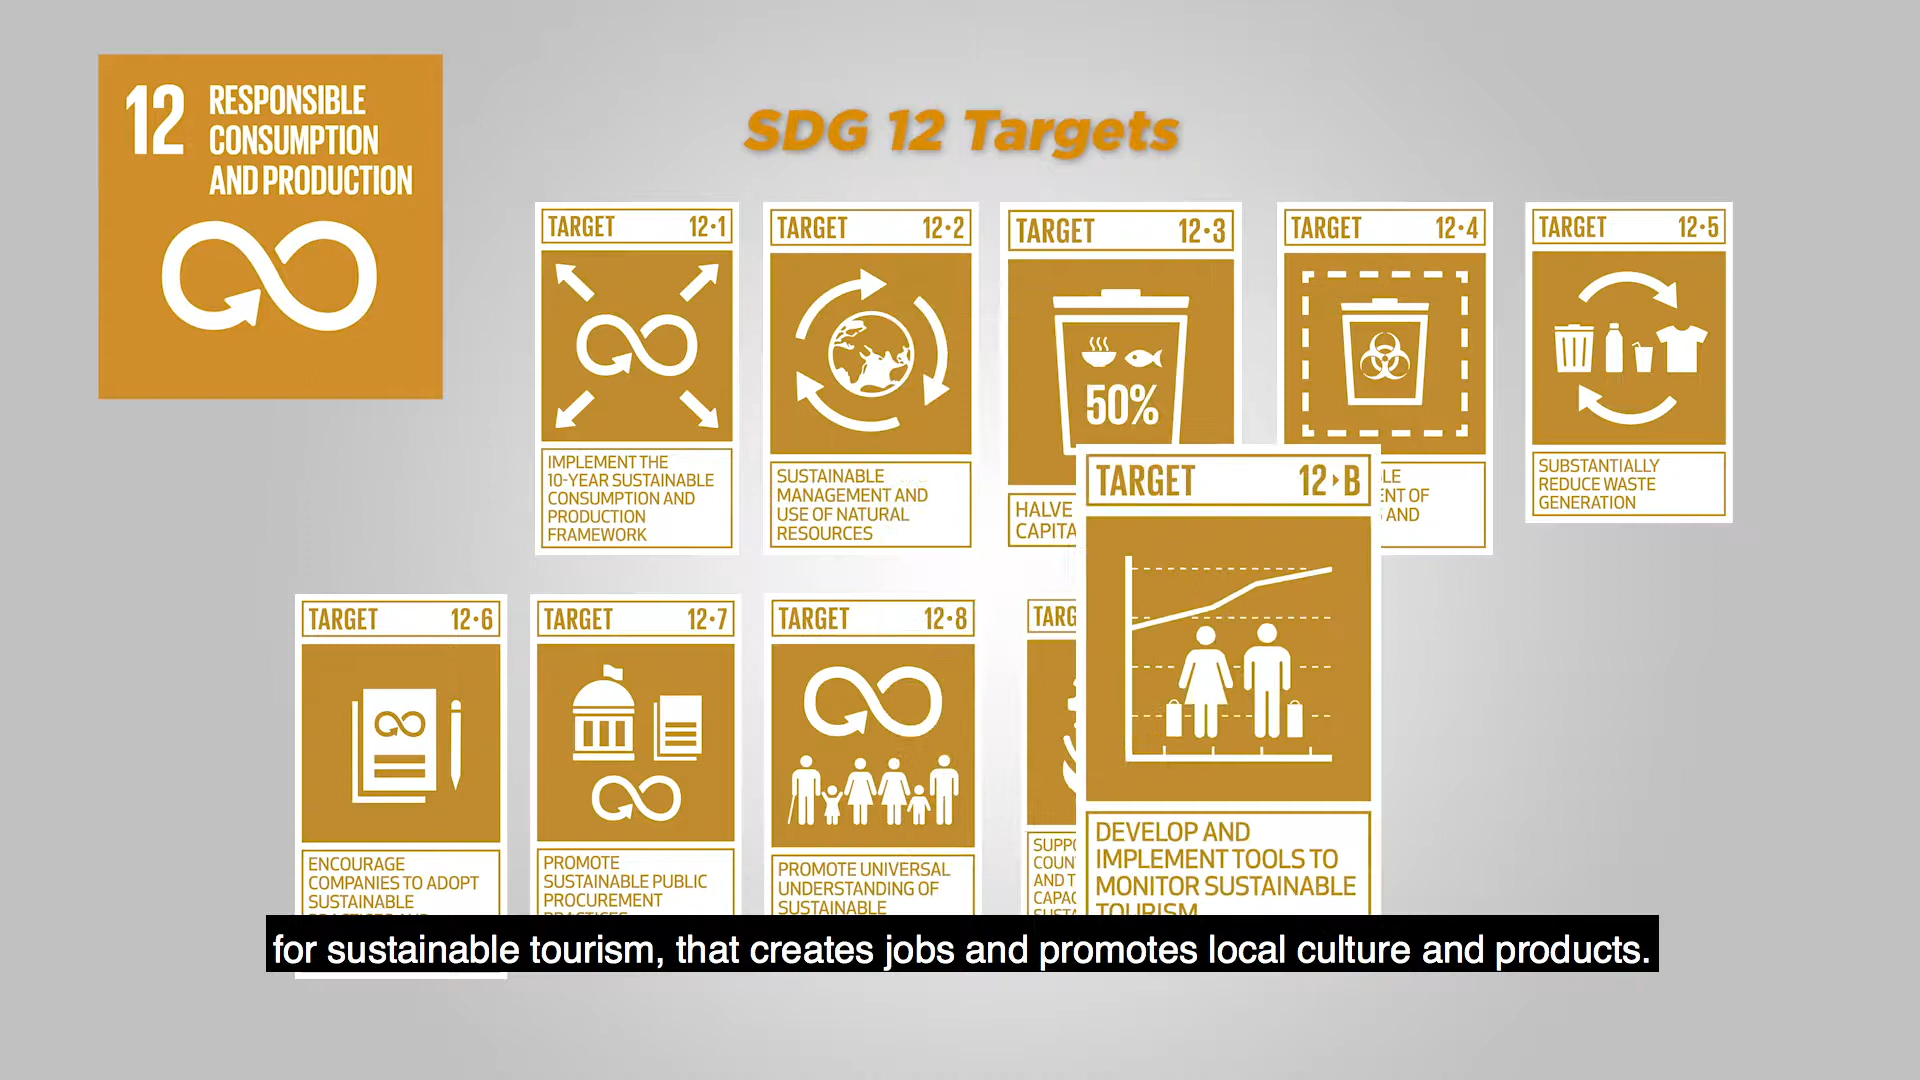 12 RESPONSIBLE
CONSUMPTION
AND PRODUCTION
SDG 12 Targets
TARGET 12·1
IMPLEMENT THE
10-YEAR SUSTAINABLE
CONSUMPTION AND
PRODUCTION
FRAMEWORK
TARGET 12·2
SUSTAINABLE
MANAGEMENT AND
USE OF NATURAL
RESOURCES
TARGET 12·3
50%
HALVE
TARGET 12·4
AND
TARGET 12·5
SUBSTANTIALLY
REDUCE WASTE
GENERATION
TARGET 12·6
ENCOURAGE
COMPANIES TO ADOPT
SUSTAINABLE
TARGET 12·7
PROMOTE
SUSTAINABLE PUBLIC
PROCUREMENT
PRACTICES
TARGET 12·8
PROMOTE UNIVERSAL
UNDERSTANDING OF
SUSTAINABLE
TARGET 12▸B
DEVELOP AND
IMPLEMENT TOOLS TO
MONITOR SUSTAINABLE
TOURISM
for sustainable tourism, that creates jobs and promotes local culture and products.